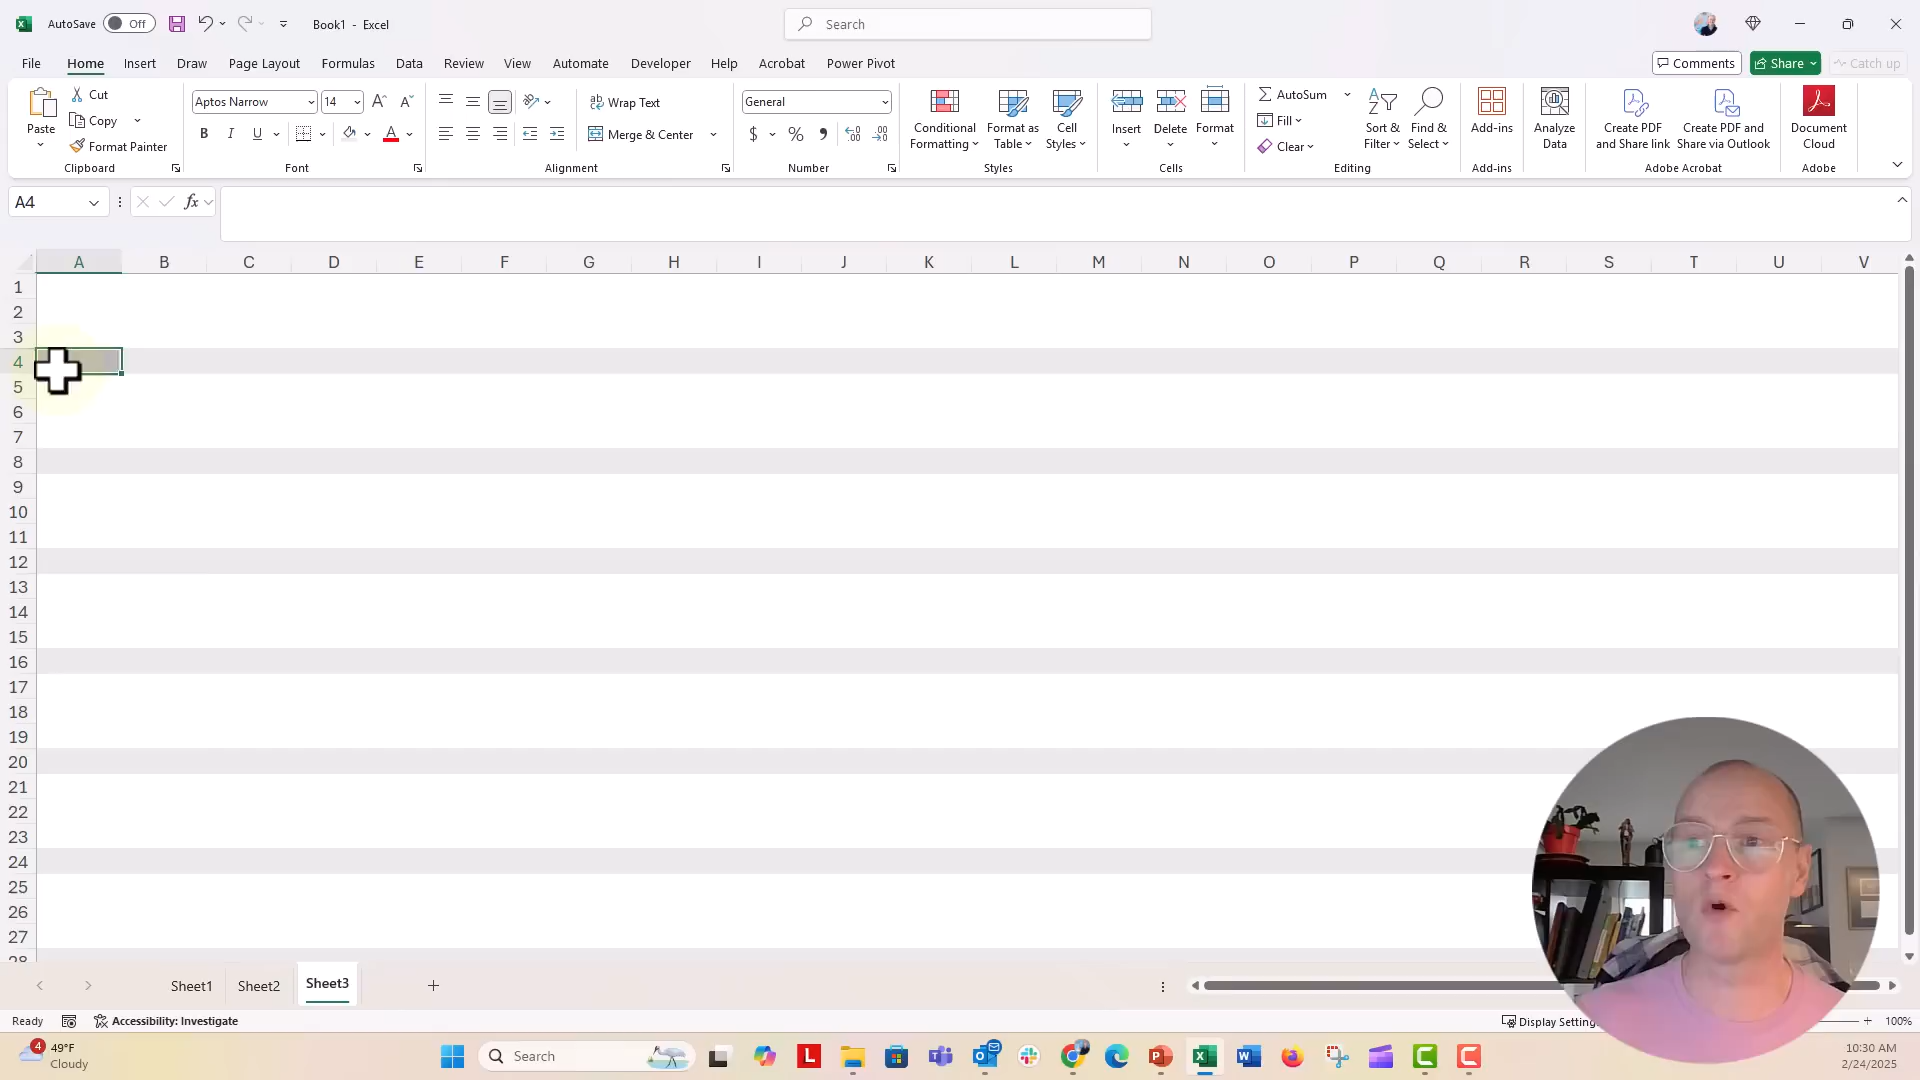 AutoSave Off Book1 - Excel Search
File Home Insert Draw Page Layout Formulas Data Review View Automate Developer Help Acrobat Power Pivot Comments Share Catch up
Paste Cut Copy Format Painter Clipboard
Aptos Narrow 14 B I U A Font
Wrap Text Merge & Center Alignment
General $ % Number
Conditional Formatting Format as Table Cell Styles Styles
Insert Delete Format Cells
AutoSum Fill Clear Sort & Filter Find & Select Editing
Add-ins Add-ins
Analyze Data
Create PDF and Share link Create PDF and Share via Outlook Adobe Acrobat
Document Cloud Adobe
A4 fx
A B C D E F G H I J K L M N O P Q R S T U V
1
2
3
4
5
6
7
8
9
10
11
12
13
14
15
16
17
18
19
20
21
22
23
24
25
26
27
28
Sheet1 Sheet2 Sheet3
Ready Accessibility: Investigate Display Setting 100%
4 49°F
Cloudy
Search
10:30 AM
2/24/2025